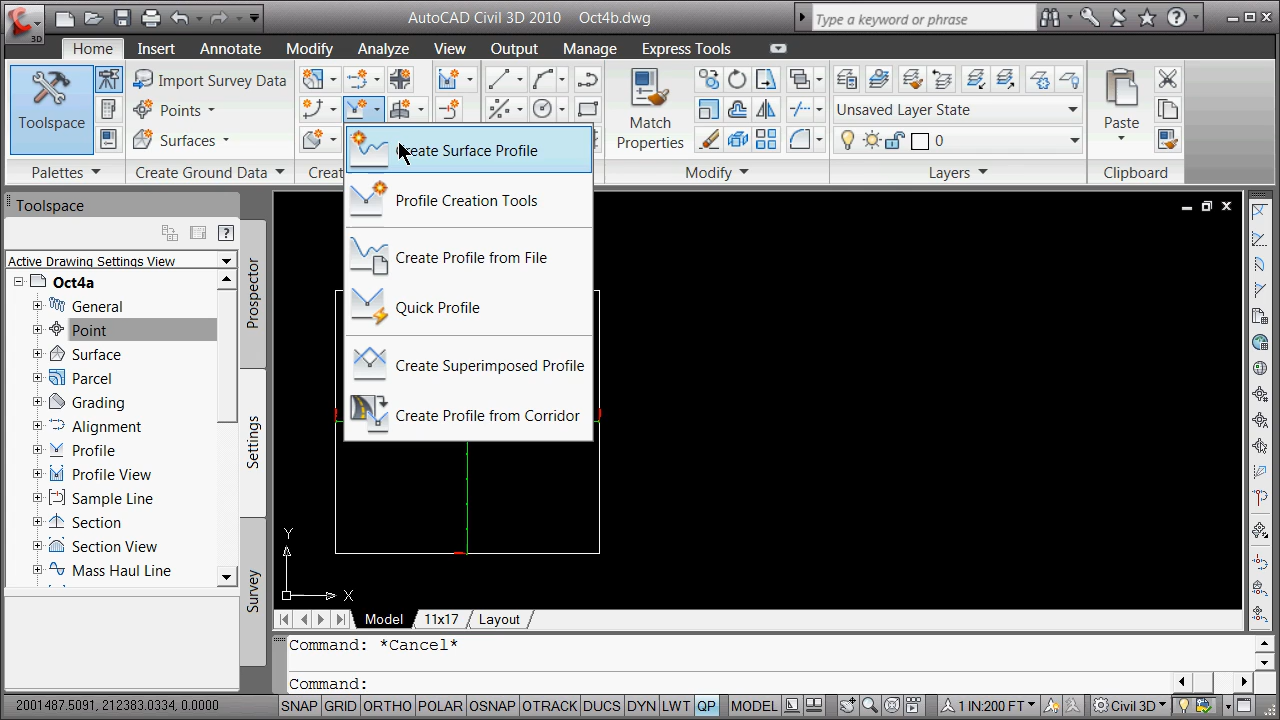 AutoCAD Civil 3D 2010 Oct4b.dwg
Type a keyword or phrase
3D
Home Insert Annotate Modify Analyze View Output Manage Express Tools
Toolspace
Import Survey Data
Points
Surfaces
Match Properties
Unsaved Layer State
0
Paste
Palettes
Create Ground Data
Modify
Layers
Clipboard
Create Surface Profile
Profile Creation Tools
Create Profile from File
Quick Profile
Create Superimposed Profile
Create Profile from Corridor
Toolspace
Active Drawing Settings View
Oct4a
General
Point
Surface
Parcel
Grading
Alignment
Profile
Profile View
Sample Line
Section
Section View
Mass Haul Line
Prospector
Settings
Survey
Y
X
Model 11x17 Layout
Command: *Cancel*
Command:
2001487.5091, 212383.0334, 0.0000
SNAP GRID ORTHO POLAR OSNAP OTRACK DUCS DYN LWT QP
MODEL
1 IN:200 FT
Civil 3D